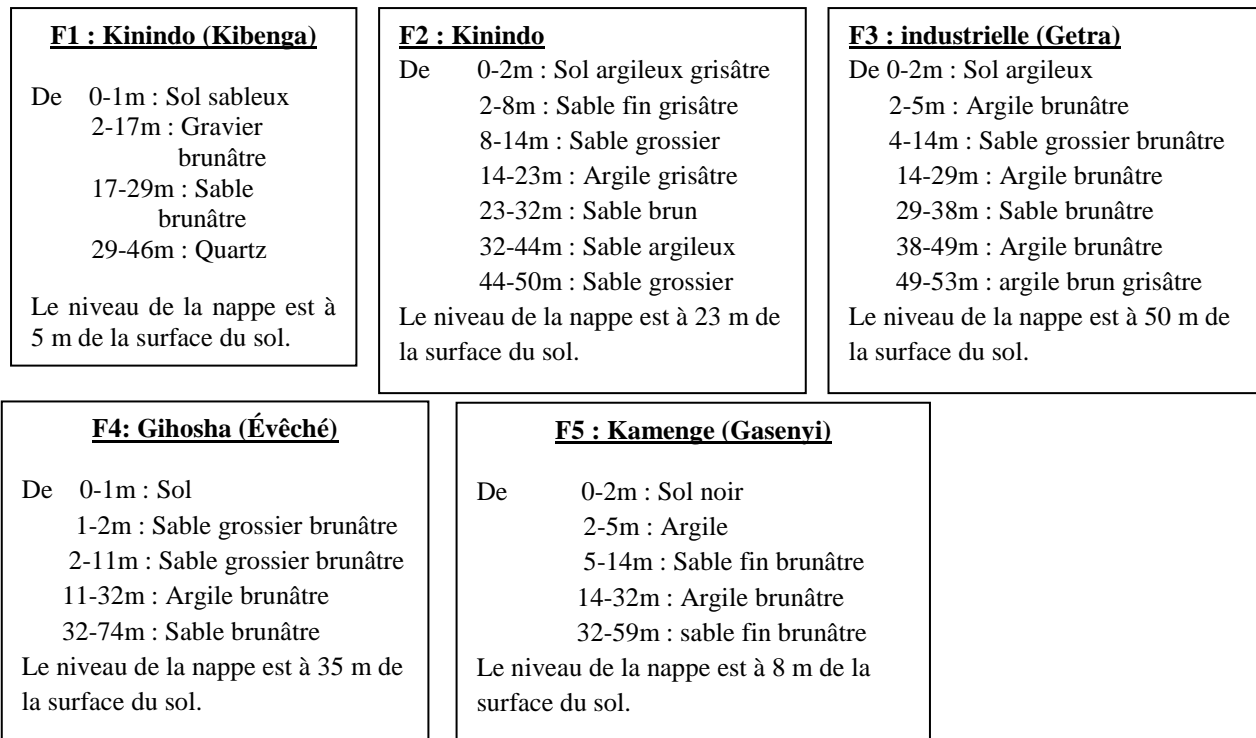 F1 : Kinindo (Kibenga)
De 0-1m : Sol sableux
2-17m : Gravier
brunâtre
17-29m : Sable
brunâtre
29-46m : Quartz
Le niveau de la nappe est à
5 m de la surface du sol.
F2 : Kinindo
De 0-2m : Sol argileux grisâtre
2-8m : Sable fin grisâtre
8-14m : Sable grossier
14-23m : Argile grisâtre
23-32m : Sable brun
32-44m : Sable argileux
44-50m : Sable grossier
Le niveau de la nappe est à 23 m de
la surface du sol.
F3 : industrielle (Getra)
De 0-2m : Sol argileux
2-5m : Argile brunâtre
4-14m : Sable grossier brunâtre
14-29m : Argile brunâtre
29-38m : Sable brunâtre
38-49m : Argile brunâtre
49-53m : argile brun grisâtre
Le niveau de la nappe est à 50 m de
la surface du sol.
F4: Gihosha (Évêché)
De 0-1m : Sol
1-2m : Sable grossier brunâtre
2-11m : Sable grossier brunâtre
11-32m : Argile brunâtre
32-74m : Sable brunâtre
Le niveau de la nappe est à 35 m de
la surface du sol.
F5 : Kamenge (Gasenyi)
De 0-2m : Sol noir
2-5m : Argile
5-14m : Sable fin brunâtre
14-32m : Argile brunâtre
32-59m : sable fin brunâtre
Le niveau de la nappe est à 8 m de la
surface du sol.